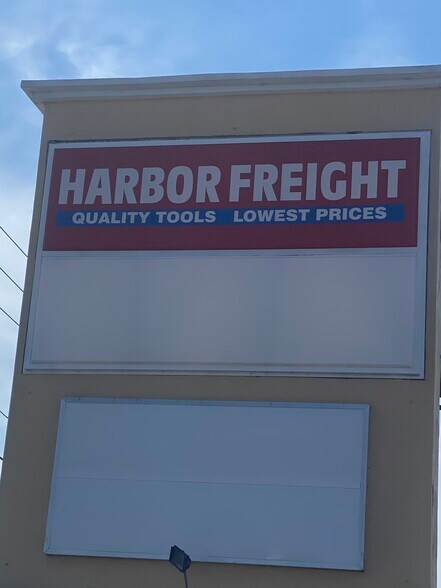 HARBOR FREIGHT
QUALITY TOOLS LOWEST PRICES